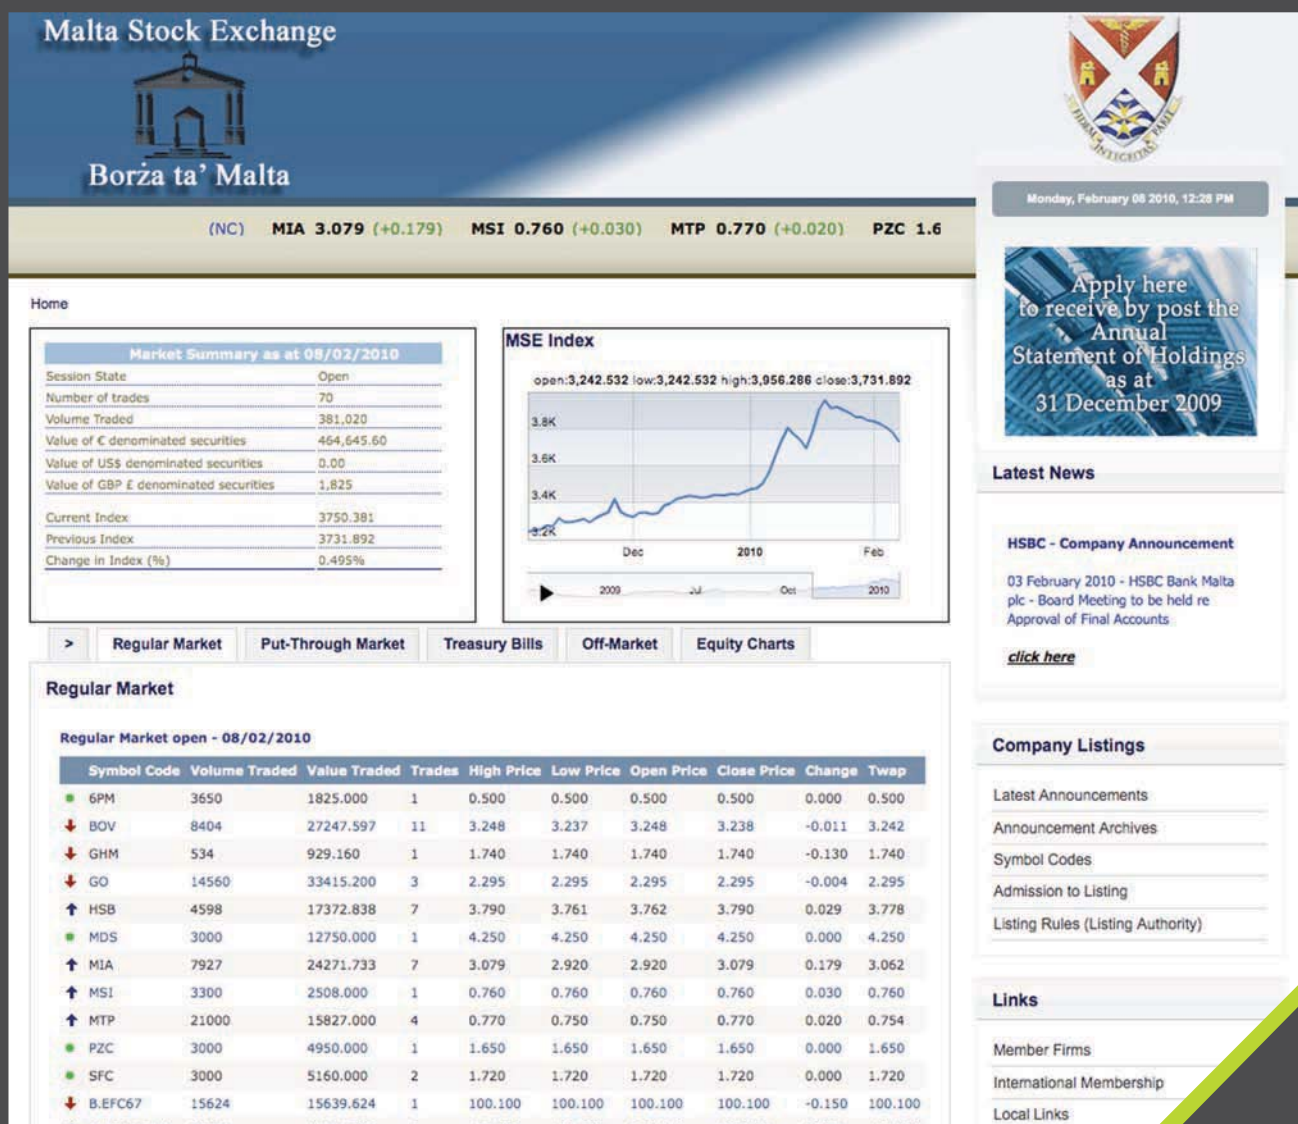 Malta Stock Exchange
Borża ta' Malta
FIDEM INTEGRITAS PARIT
Monday, February 08 2010, 12:28 PM
(NC) MIA 3.079 (+0.179) MSI 0.760 (+0.030) MTP 0.770 (+0.020) PZC 1.6
Apply here
to receive by post the
Annual
Statement of Holdings
as at
31 December 2009
Home
Market Summary as at 08/02/2010
Session State Open
Number of trades 70
Volume Traded 381,020
Value of € denominated securities 464,645.60
Value of US$ denominated securities 0.00
Value of GBP £ denominated securities 1,825
Current Index 3750.381
Previous Index 3731.892
Change in Index (%) 0.495%
MSE Index
open:3,242.532 low:3,242.532 high:3,956.286 close:3,731.892
3.8K
3.6K
3.4K
3.2K
Dec 2010 Feb
2009 Jul Oct 2010
Latest News
HSBC - Company Announcement
03 February 2010 - HSBC Bank Malta
plc - Board Meeting to be held re
Approval of Final Accounts
click here
> Regular Market Put-Through Market Treasury Bills Off-Market Equity Charts
Regular Market
Regular Market open - 08/02/2010
Symbol Code Volume Traded Value Traded Trades High Price Low Price Open Price Close Price Change Twap
6PM 3650 1825.000 1 0.500 0.500 0.500 0.500 0.000 0.500
BOV 8404 27247.597 11 3.248 3.237 3.248 3.238 -0.011 3.242
GHM 534 929.160 1 1.740 1.740 1.740 1.740 -0.130 1.740
GO 14560 33415.200 3 2.295 2.295 2.295 2.295 -0.004 2.295
HSB 4598 17372.838 7 3.790 3.761 3.762 3.790 0.029 3.778
MDS 3000 12750.000 1 4.250 4.250 4.250 4.250 0.000 4.250
MIA 7927 24271.733 7 3.079 2.920 2.920 3.079 0.179 3.062
MSI 3300 2508.000 1 0.760 0.760 0.760 0.760 0.030 0.760
MTP 21000 15827.000 4 0.770 0.750 0.750 0.770 0.020 0.754
PZC 3000 4950.000 1 1.650 1.650 1.650 1.650 0.000 1.650
SFC 3000 5160.000 2 1.720 1.720 1.720 1.720 0.000 1.720
B.EFC67 15624 15639.624 1 100.100 100.100 100.100 100.100 -0.150 100.100
Company Listings
Latest Announcements
Announcement Archives
Symbol Codes
Admission to Listing
Listing Rules (Listing Authority)
Links
Member Firms
International Membership
Local Links